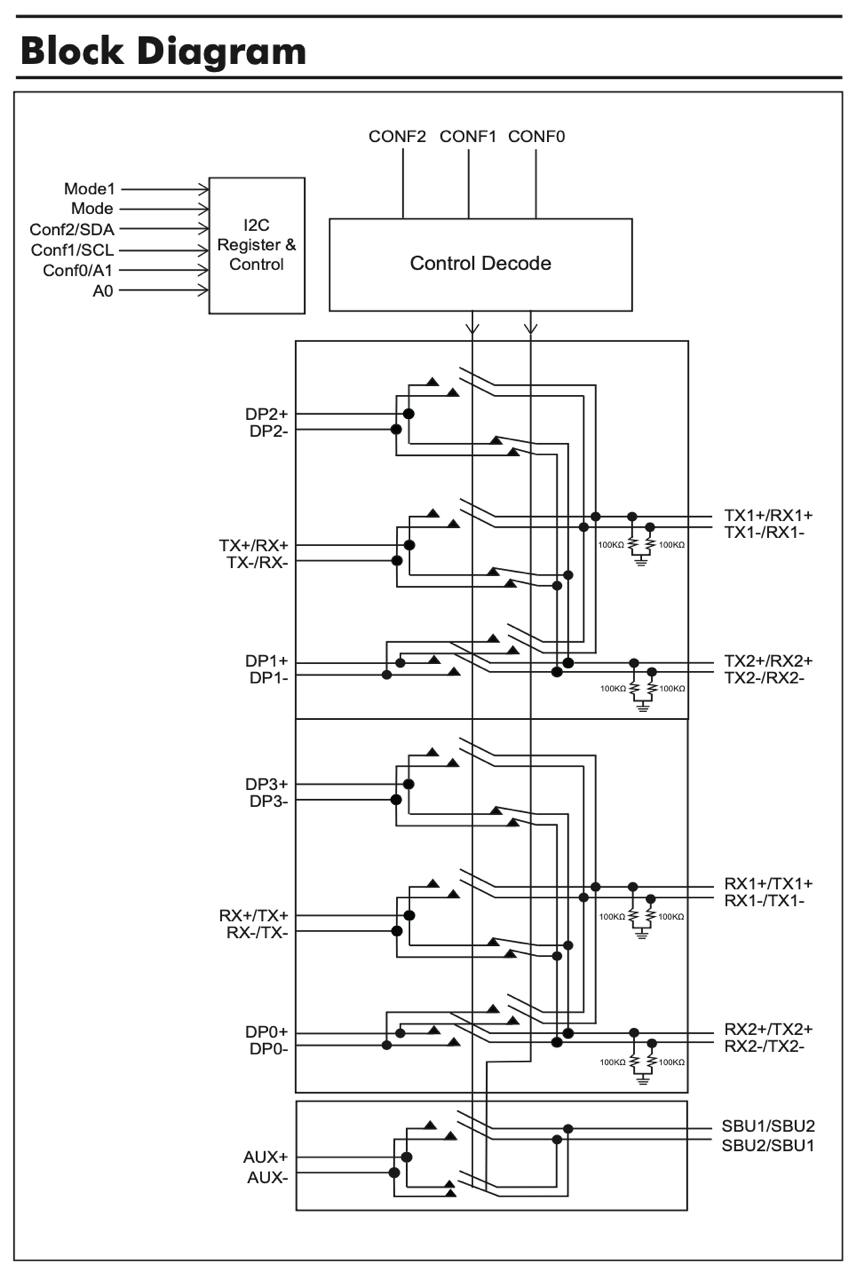 Block Diagram
CONF2 CONF1 CONF0
Mode1
Mode
Conf2/SDA
Conf1/SCL
Conf0/A1
A0
I2C
Register &
Control
Control Decode
DP2+
DP2-
TX+/RX+
TX-/RX-
TX1+/RX1+
TX1-/RX1-
100KΩ 100KΩ
DP1+
DP1-
TX2+/RX2+
TX2-/RX2-
100KΩ 100KΩ
DP3+
DP3-
RX+/TX+
RX-/TX-
RX1+/TX1+
RX1-/TX1-
100KΩ 100KΩ
DP0+
DP0-
RX2+/TX2+
RX2-/TX2-
100KΩ 100KΩ
AUX+
AUX-
SBU1/SBU2
SBU2/SBU1